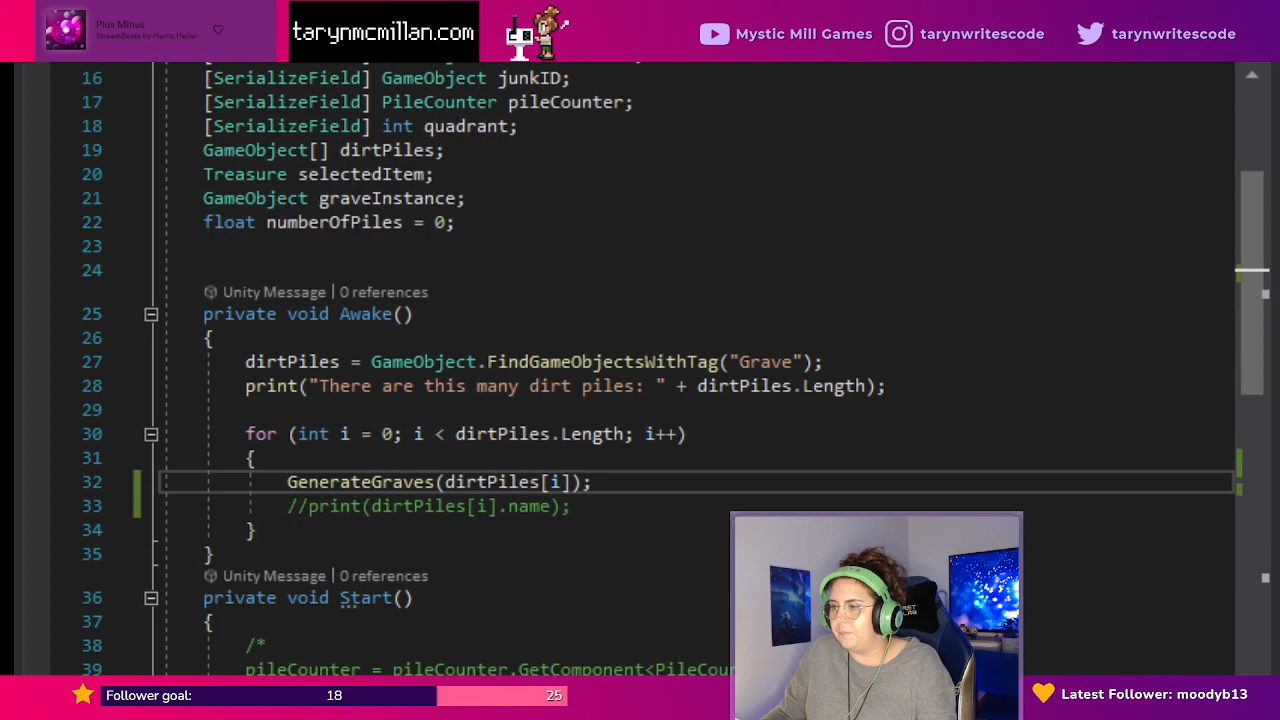 Plus Minus
StreamBeats by Harris Heller
tarynmcmillan.com
Mystic Mill Games
tarynwritescode
tarynwritescode
16 [SerializeField] GameObject junkID;
17 [SerializeField] PileCounter pileCounter;
18 [SerializeField] int quadrant;
19 GameObject[] dirtPiles;
20 Treasure selectedItem;
21 GameObject graveInstance;
22 float numberOfPiles = 0;
23
24
Unity Message | 0 references
25 private void Awake()
26 {
27 dirtPiles = GameObject.FindGameObjectsWithTag("Grave");
28 print("There are this many dirt piles: " + dirtPiles.Length);
29
30 for (int i = 0; i < dirtPiles.Length; i++)
31 {
32 GenerateGraves(dirtPiles[i]);
33 //print(dirtPiles[i].name);
34 }
35 }
Unity Message | 0 references
36 private void Start()
37 {
38 /*
39 pileCounter = pileCounter.GetComponent<PileCou
Follower goal: 18 25
Latest Follower: moodyb13